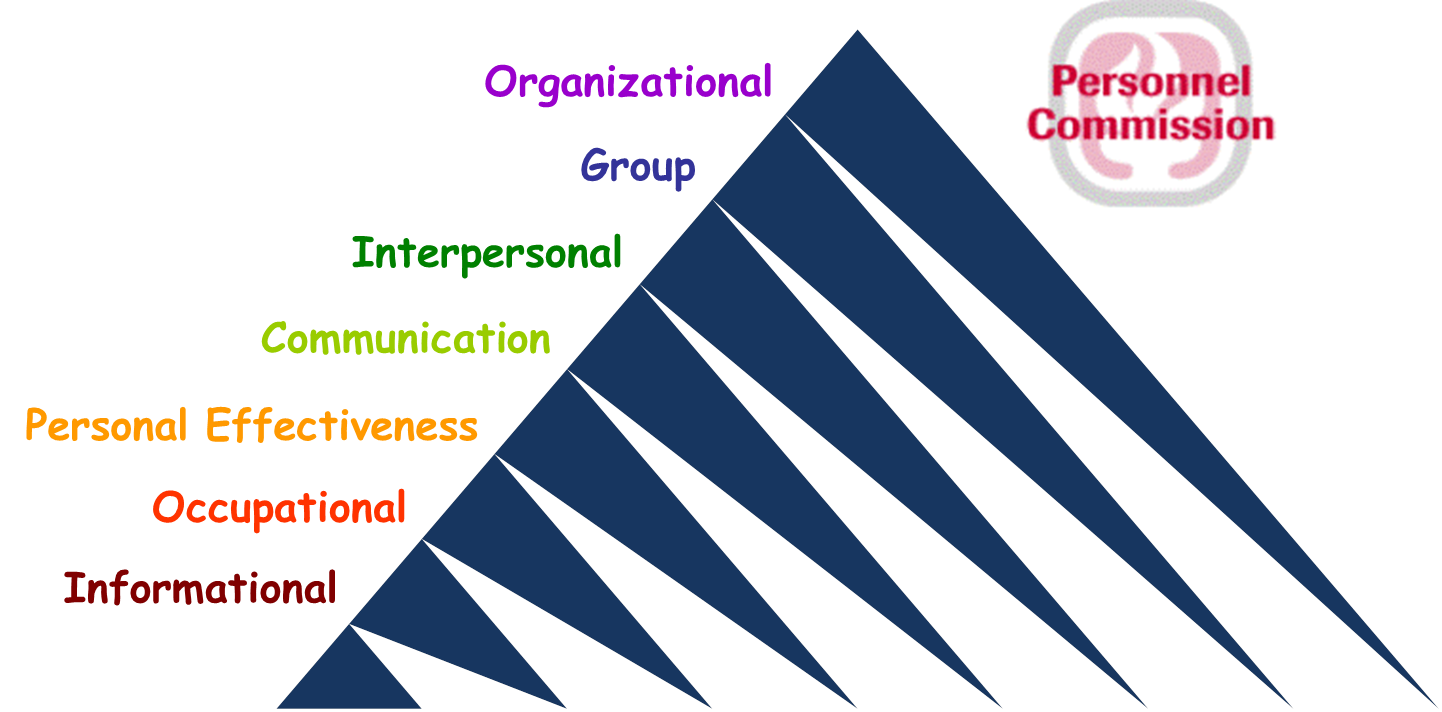 Organizational
Personnel
Commission
Group
Interpersonal
Communication
Personal Effectiveness
Occupational
Informational